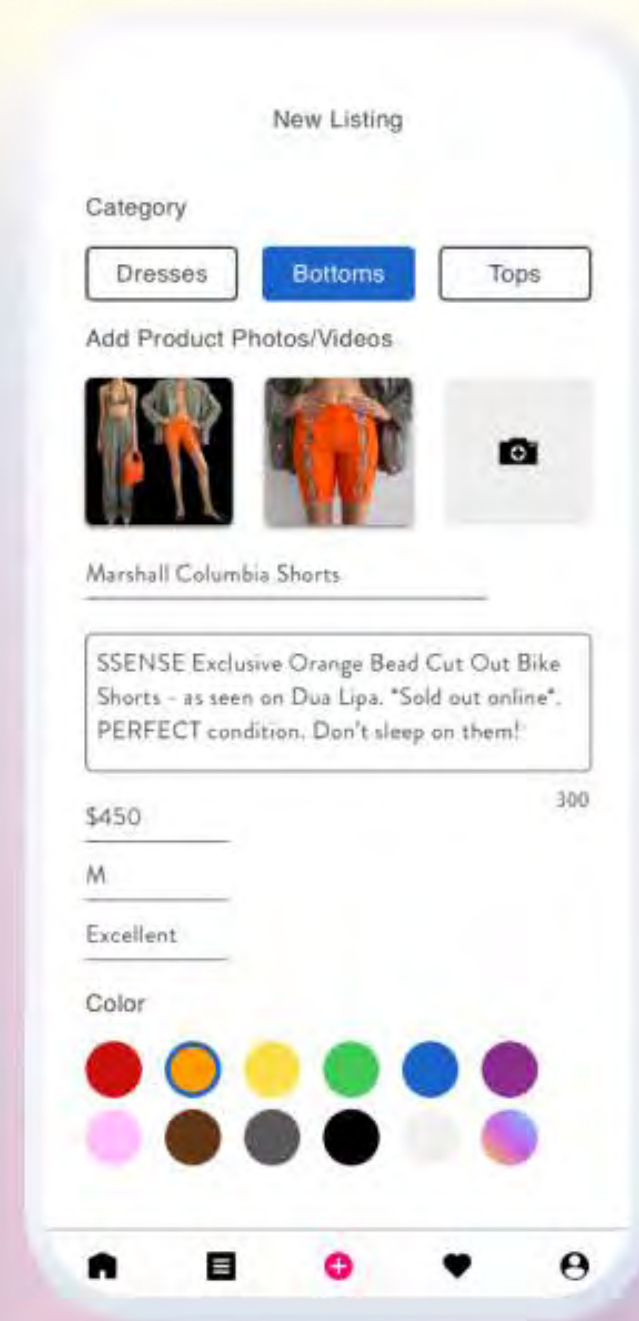 New Listing
Category
Dresses
Bottoms
Tops
Add Product Photos/Videos
Marshall Columbia Shorts
SSENSE Exclusive Orange Bead Cut Out Bike
Shorts - as seen on Dua Lipa. *Sold out online*.
PERFECT condition. Don't sleep on them!
300
$450
M
Excellent
Color